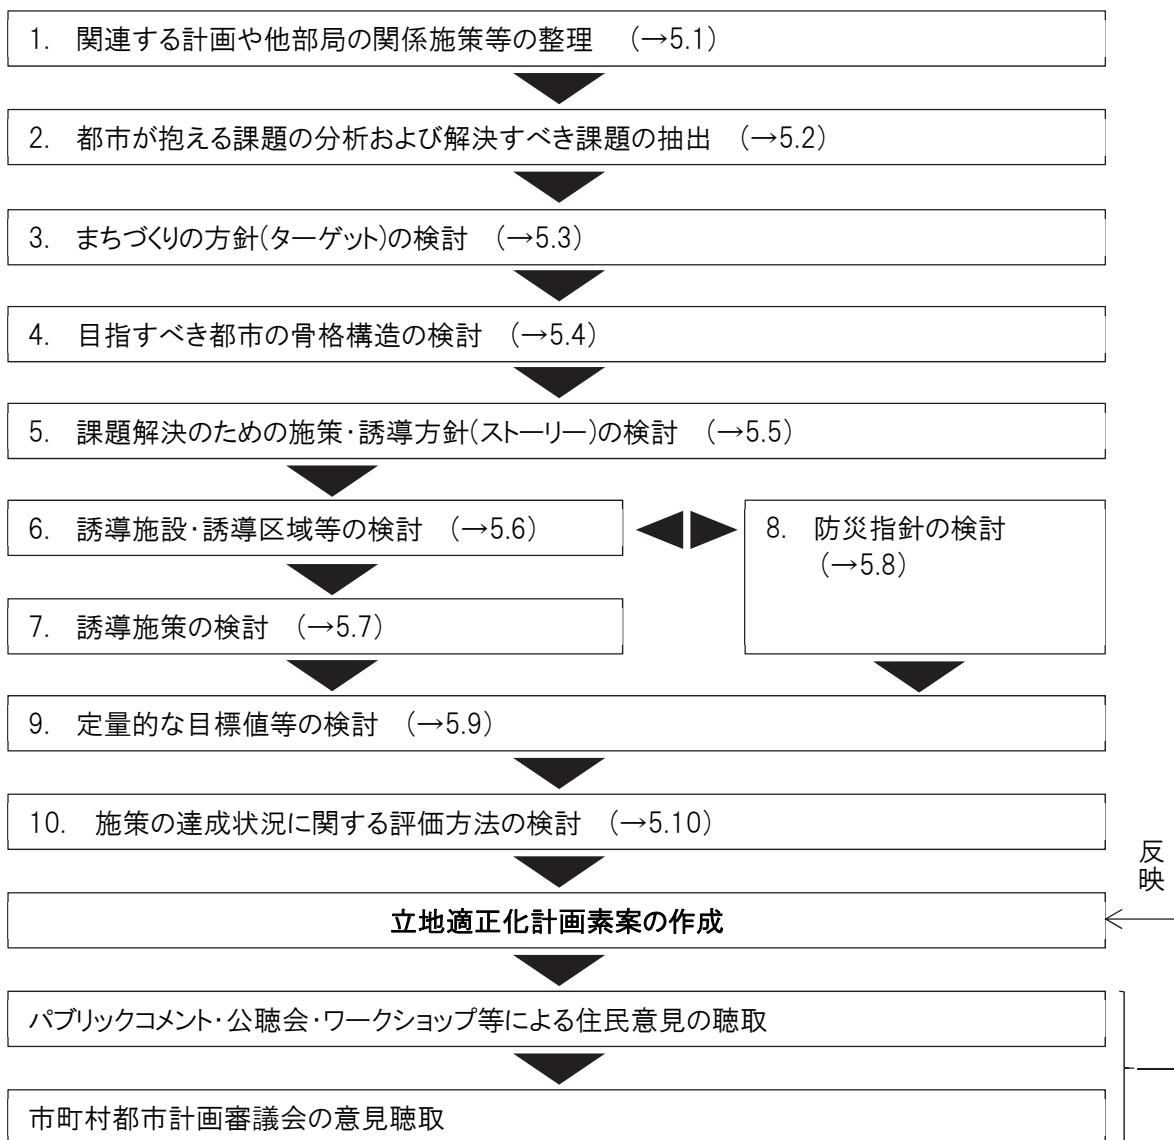 1. 関連する計画や他部局の関係施策等の整理 (→5.1)
2. 都市が抱える課題の分析および解決すべき課題の抽出 (→5.2)
3. まちづくりの方針(ターゲット)の検討 (→5.3)
4. 目指すべき都市の骨格構造の検討 (→5.4)
5. 課題解決のための施策・誘導方針(ストーリー)の検討 (→5.5)
6. 誘導施設・誘導区域等の検討 (→5.6)
8. 防災指針の検討
(→5.8)
7. 誘導施策の検討 (→5.7)
9. 定量的な目標値等の検討 (→5.9)
10. 施策の達成状況に関する評価方法の検討 (→5.10)
反映
立地適正化計画素案の作成
パブリックコメント・公聴会・ワークショップ等による住民意見の聴取
市町村都市計画審議会の意見聴取